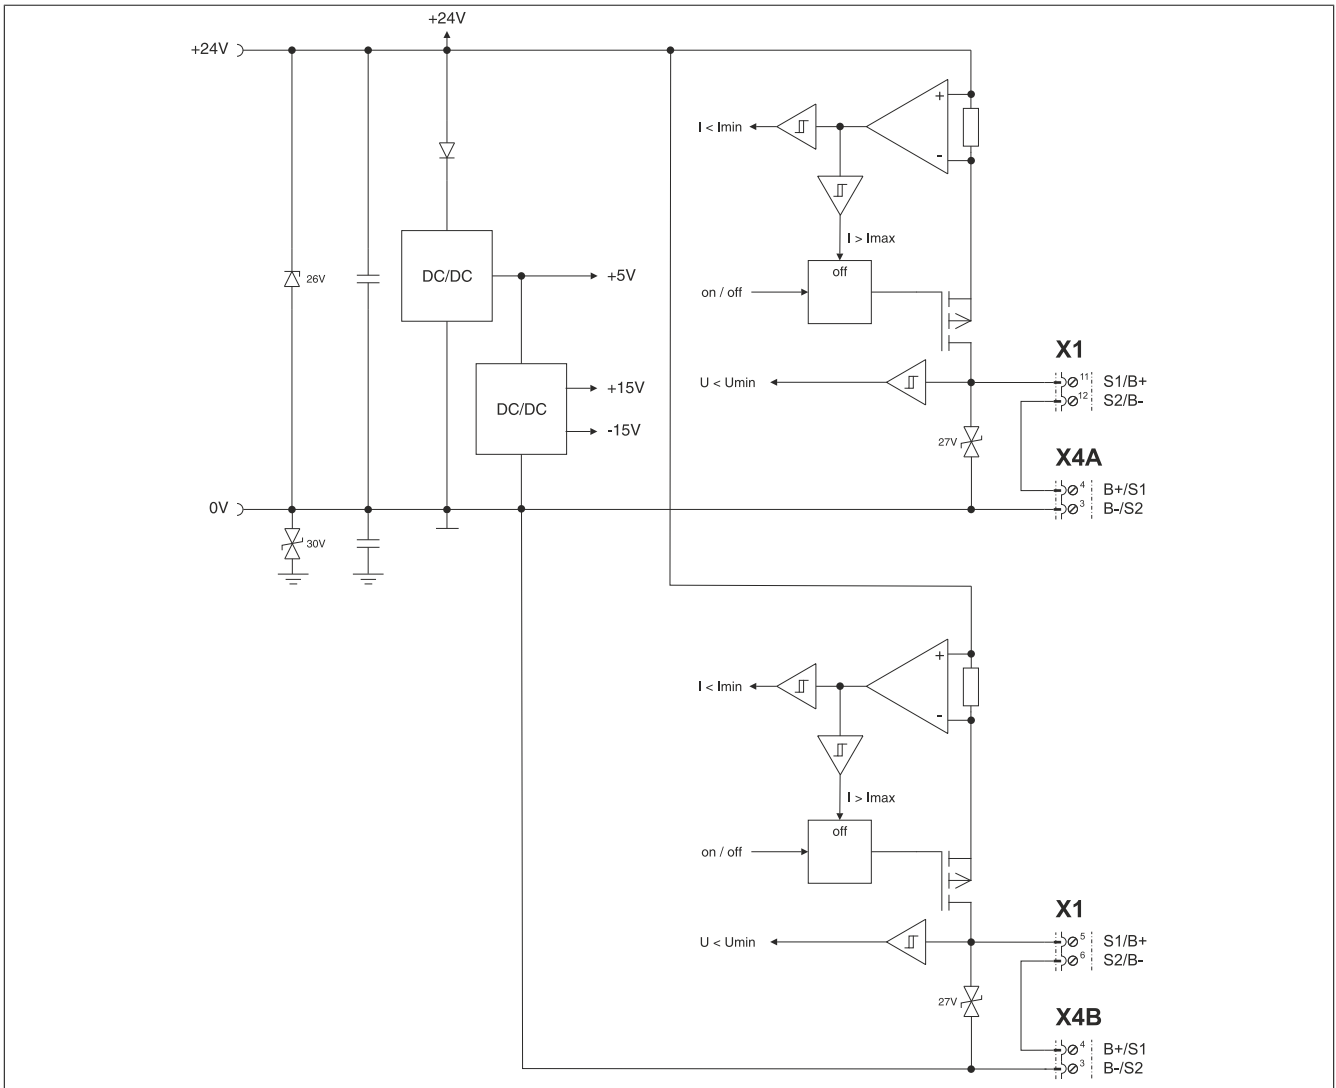 +24V
+24V
+
I < Imin
-
I > Imax
off
26V
DC/DC
+5V
on / off
X1
11 S1/B+
12 S2/B-
U < Umin
+15V
DC/DC
-15V
27V
X4A
4 B+/S1
3 B-/S2
0V
30V
+
I < Imin
-
I > Imax
off
on / off
X1
5 S1/B+
6 S2/B-
U < Umin
27V
X4B
4 B+/S1
3 B-/S2